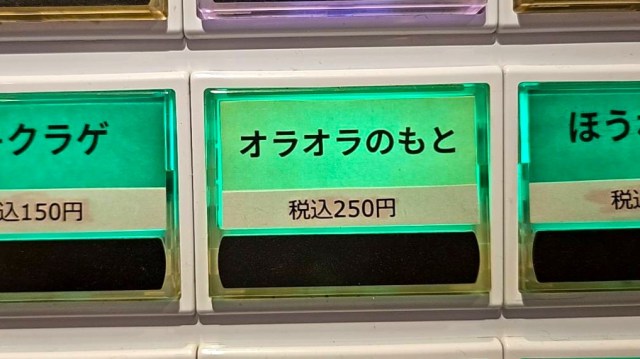 クラゲ
込150円
オラオラのもと
税込250円
ほう
税込